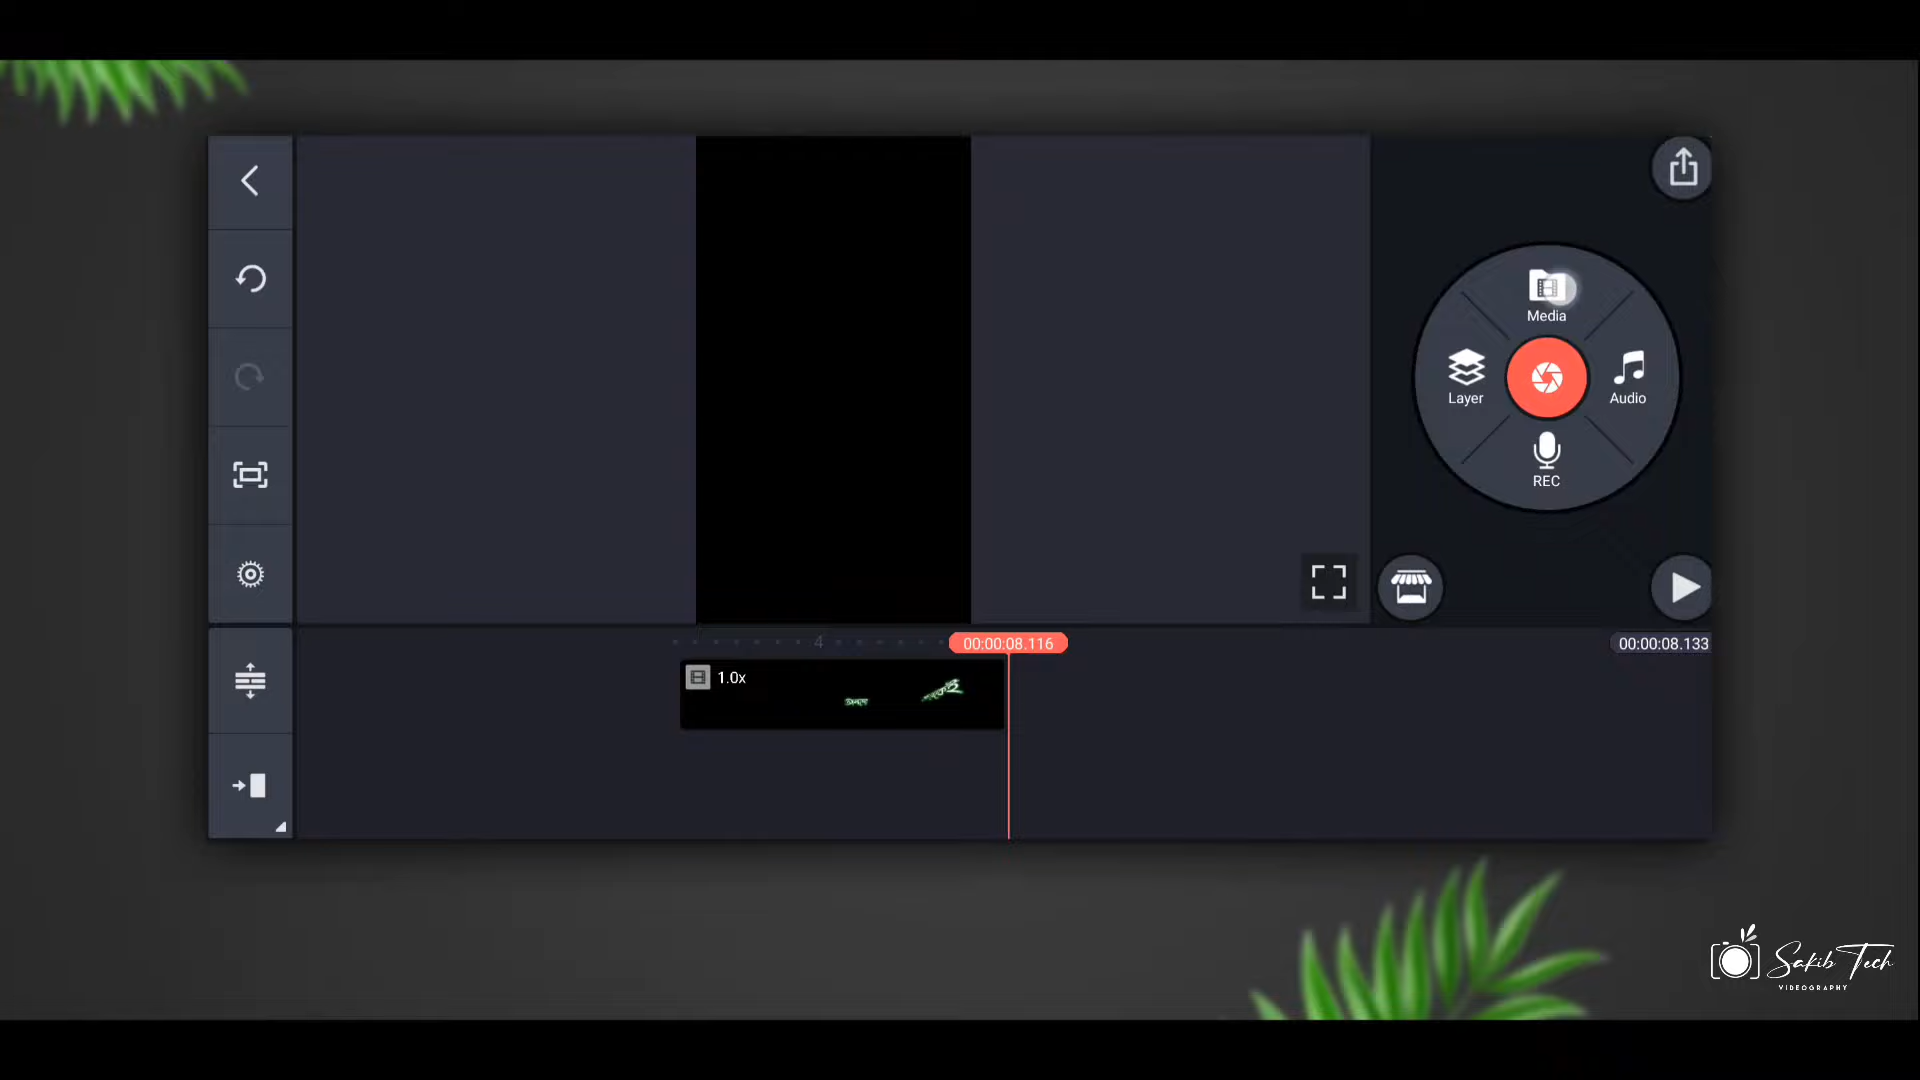 Media
Layer
Audio
REC
4
00:00:08.116
00:00:08.133
1.0x
Sakib Tech
VIDEOGRAPHY